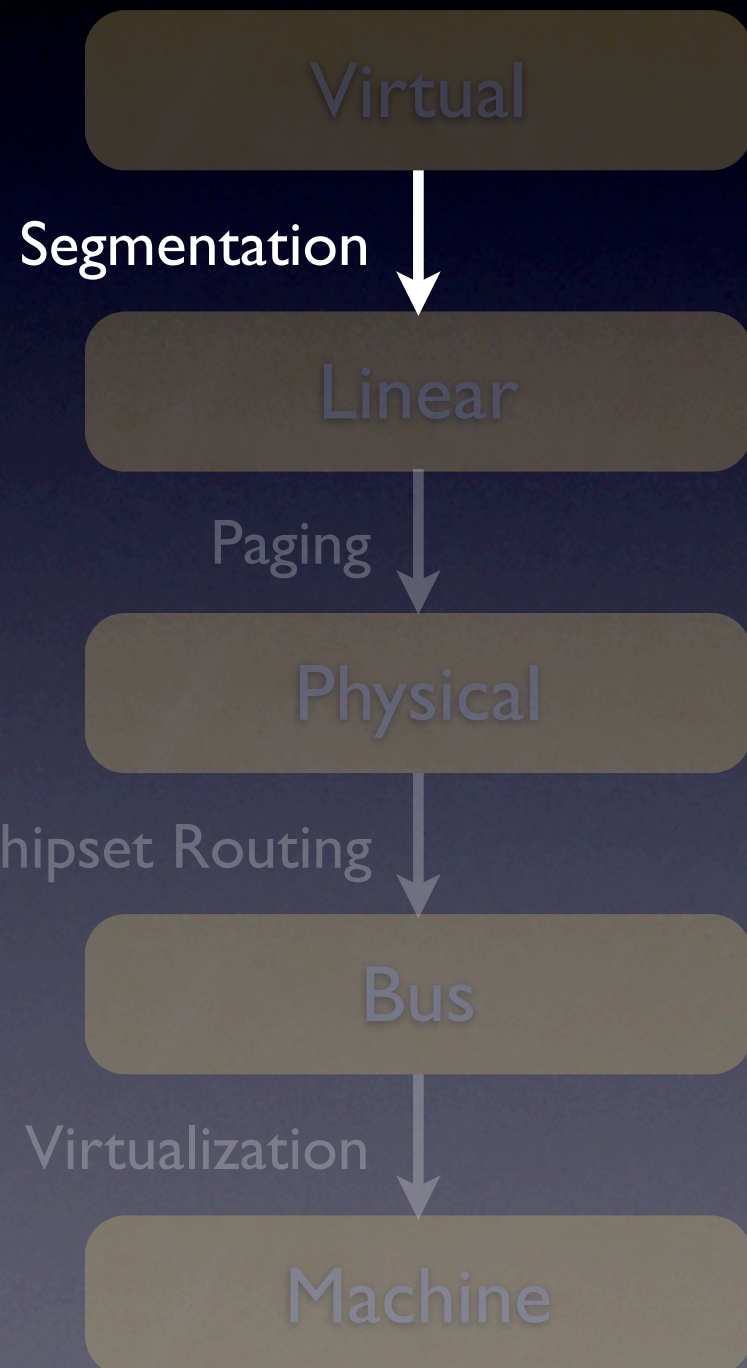 Virtual
Segmentation
Linear
Paging
Physical
hipset Routing
Bus
Virtualization
Machine